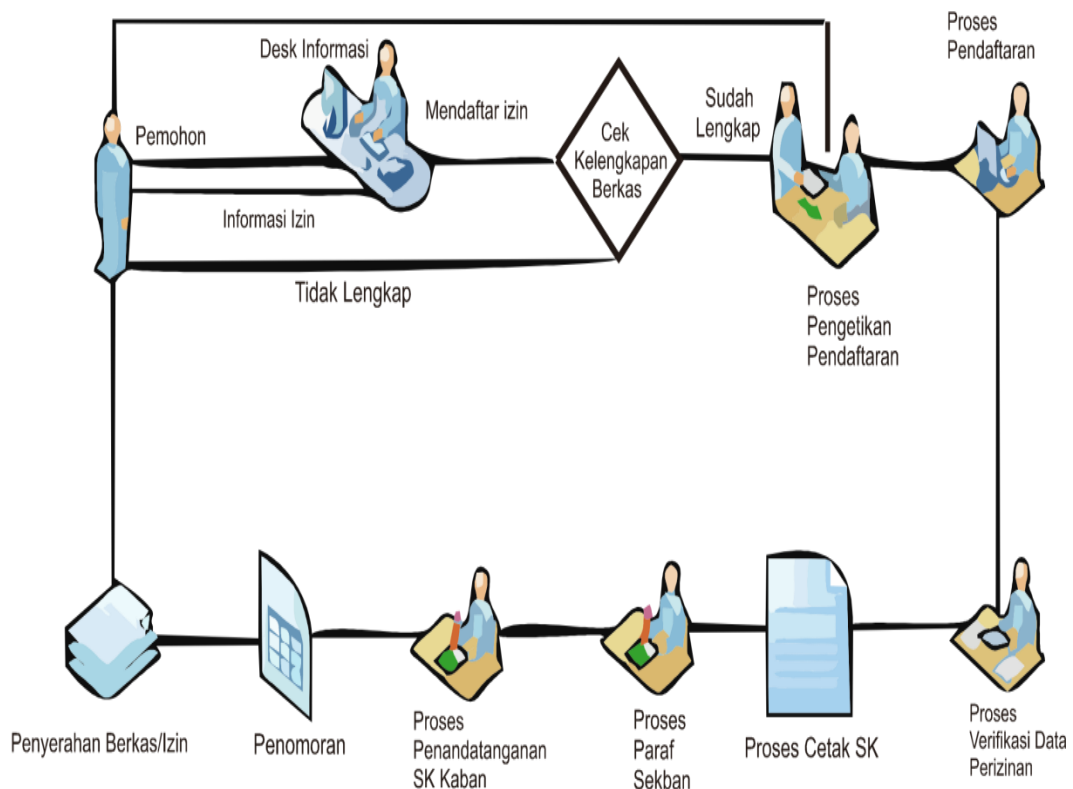 Desk Informasi
Proses
Pendaftaran
Pemohon
Mendaftar izin
Cek
Kelengkapan
Berkas
Sudah
Lengkap
Informasi Izin
Tidak Lengkap
Proses
Pengetikan
Pendaftaran
Penyerahan Berkas/Izin
Penomoran
Proses
Penandatanganan
SK Kaban
Proses
Paraf
Sekban
Proses Cetak SK
Proses
Verifikasi Data
Perizinan